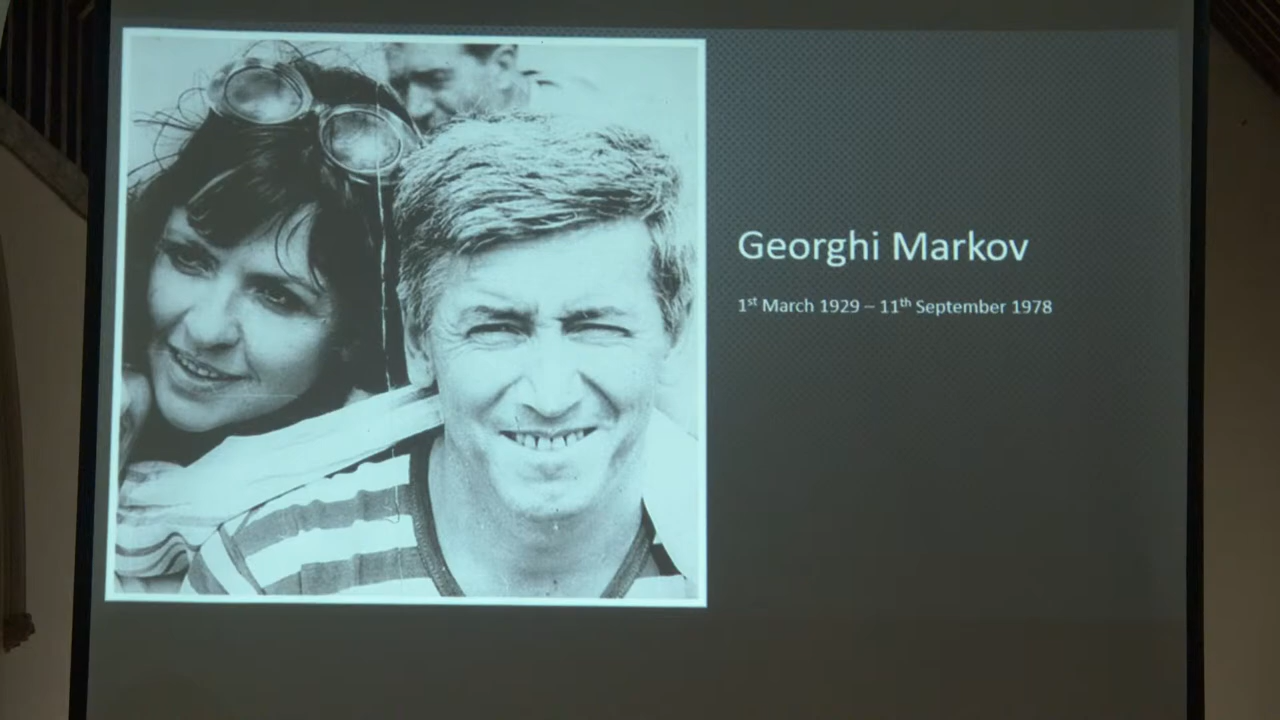 Georghi Markov
1st March 1929 – 11th September 1978